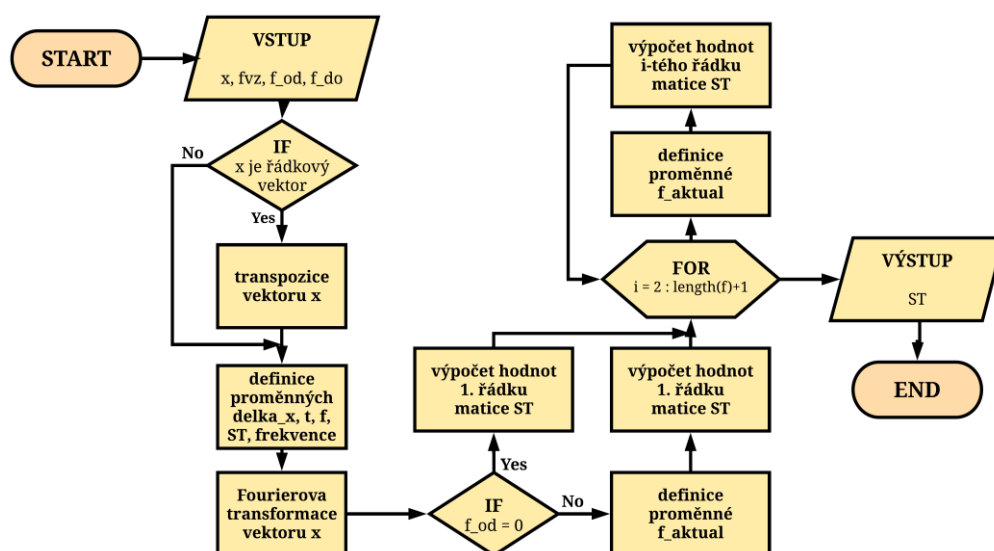 START
VSTUP
x, fvz, f_od, f_do
IF
x je řádkový
vektor
No
Yes
transpozice
vektoru x
definice
proměnných
delka_x, t, f,
ST, frekvence
Fourierova
transformace
vektoru x
IF
f_od = 0
Yes
No
výpočet hodnot
1. řádku
matice ST
definice
proměnné
f_aktual
výpočet hodnot
1. řádku
matice ST
FOR
i = 2 : length(f)+1
definice
proměnné
f_aktual
výpočet hodnot
i-tého řádku
matice ST
VÝSTUP
ST
END